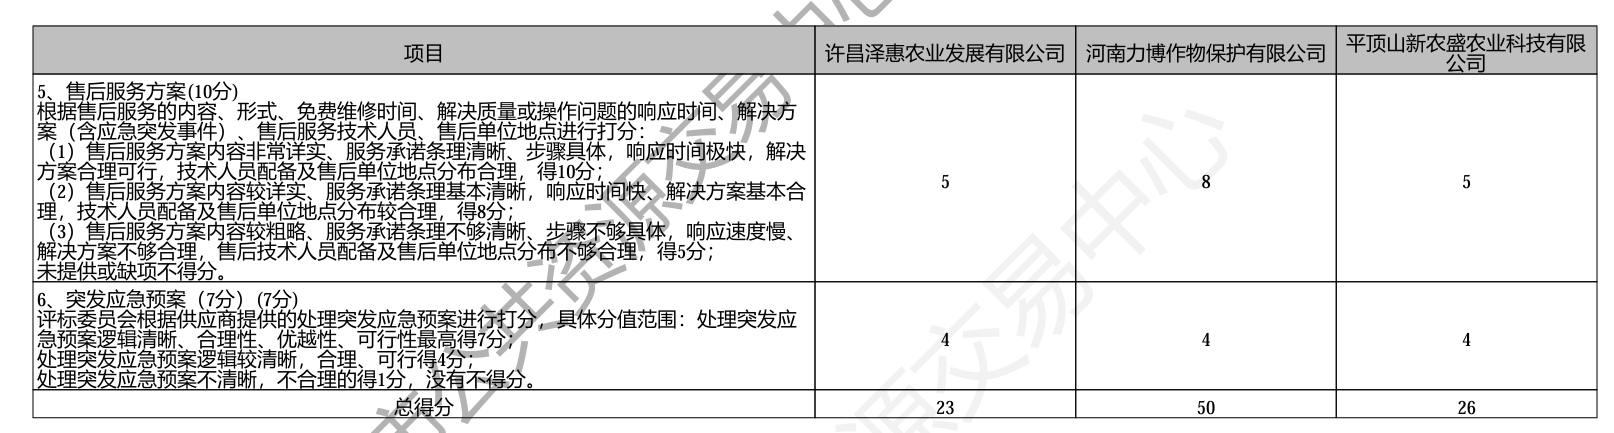 项目 许昌泽惠农业发展有限公司 河南力博作物保护有限公司 平顶山新农盛农业科技有限
公司
5、售后服务方案(10分)
根据售后服务的内容、形式、免费维修时间、解决质量或操作问题的响应时间、解决方
案（含应急突发事件）、售后服务技术人员、售后单位地点进行打分：
（1）售后服务方案内容非常详实、服务承诺条理清晰、步骤具体，响应时间极快，解决
方案合理可行，技术人员配备及售后单位地点分布合理，得10分；
（2）售后服务方案内容较详实、服务承诺条理基本清晰，响应时间快、解决方案基本合
理，技术人员配备及售后单位地点分布较合理，得8分；
（3）售后服务方案内容较粗略、服务承诺条理不够清晰、步骤不够具体，响应速度慢、
解决方案不够合理，售后技术人员配备及售后单位地点分布不够合理，得5分；
未提供或缺项不得分。
5 8 5
6、突发应急预案（7分）(7分)
评标委员会根据供应商提供的处理突发应急预案进行打分，具体分值范围：处理突发应
急预案逻辑清晰、合理性、优越性、可行性最高得7分；
处理突发应急预案逻辑较清晰，合理、可行得4分；
处理突发应急预案不清晰，不合理的得1分，没有不得分。
4 4 4
总得分 23 50 26
市公共资源交易中心
源交易中心